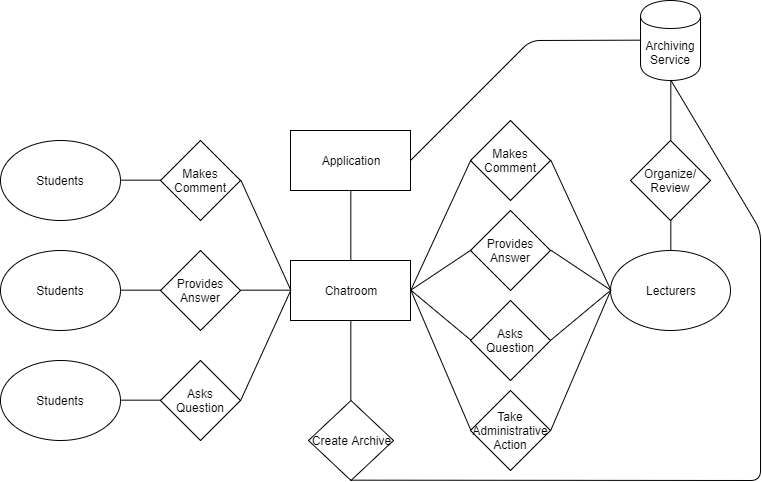 Archiving
Service
Application
Makes
Comment
Students
Makes
Comment
Organize/
Review
Provides
Answer
Students
Provides
Answer
Chatroom
Lecturers
Asks
Question
Students
Asks
Question
Take
Administrative
Action
Create Archive